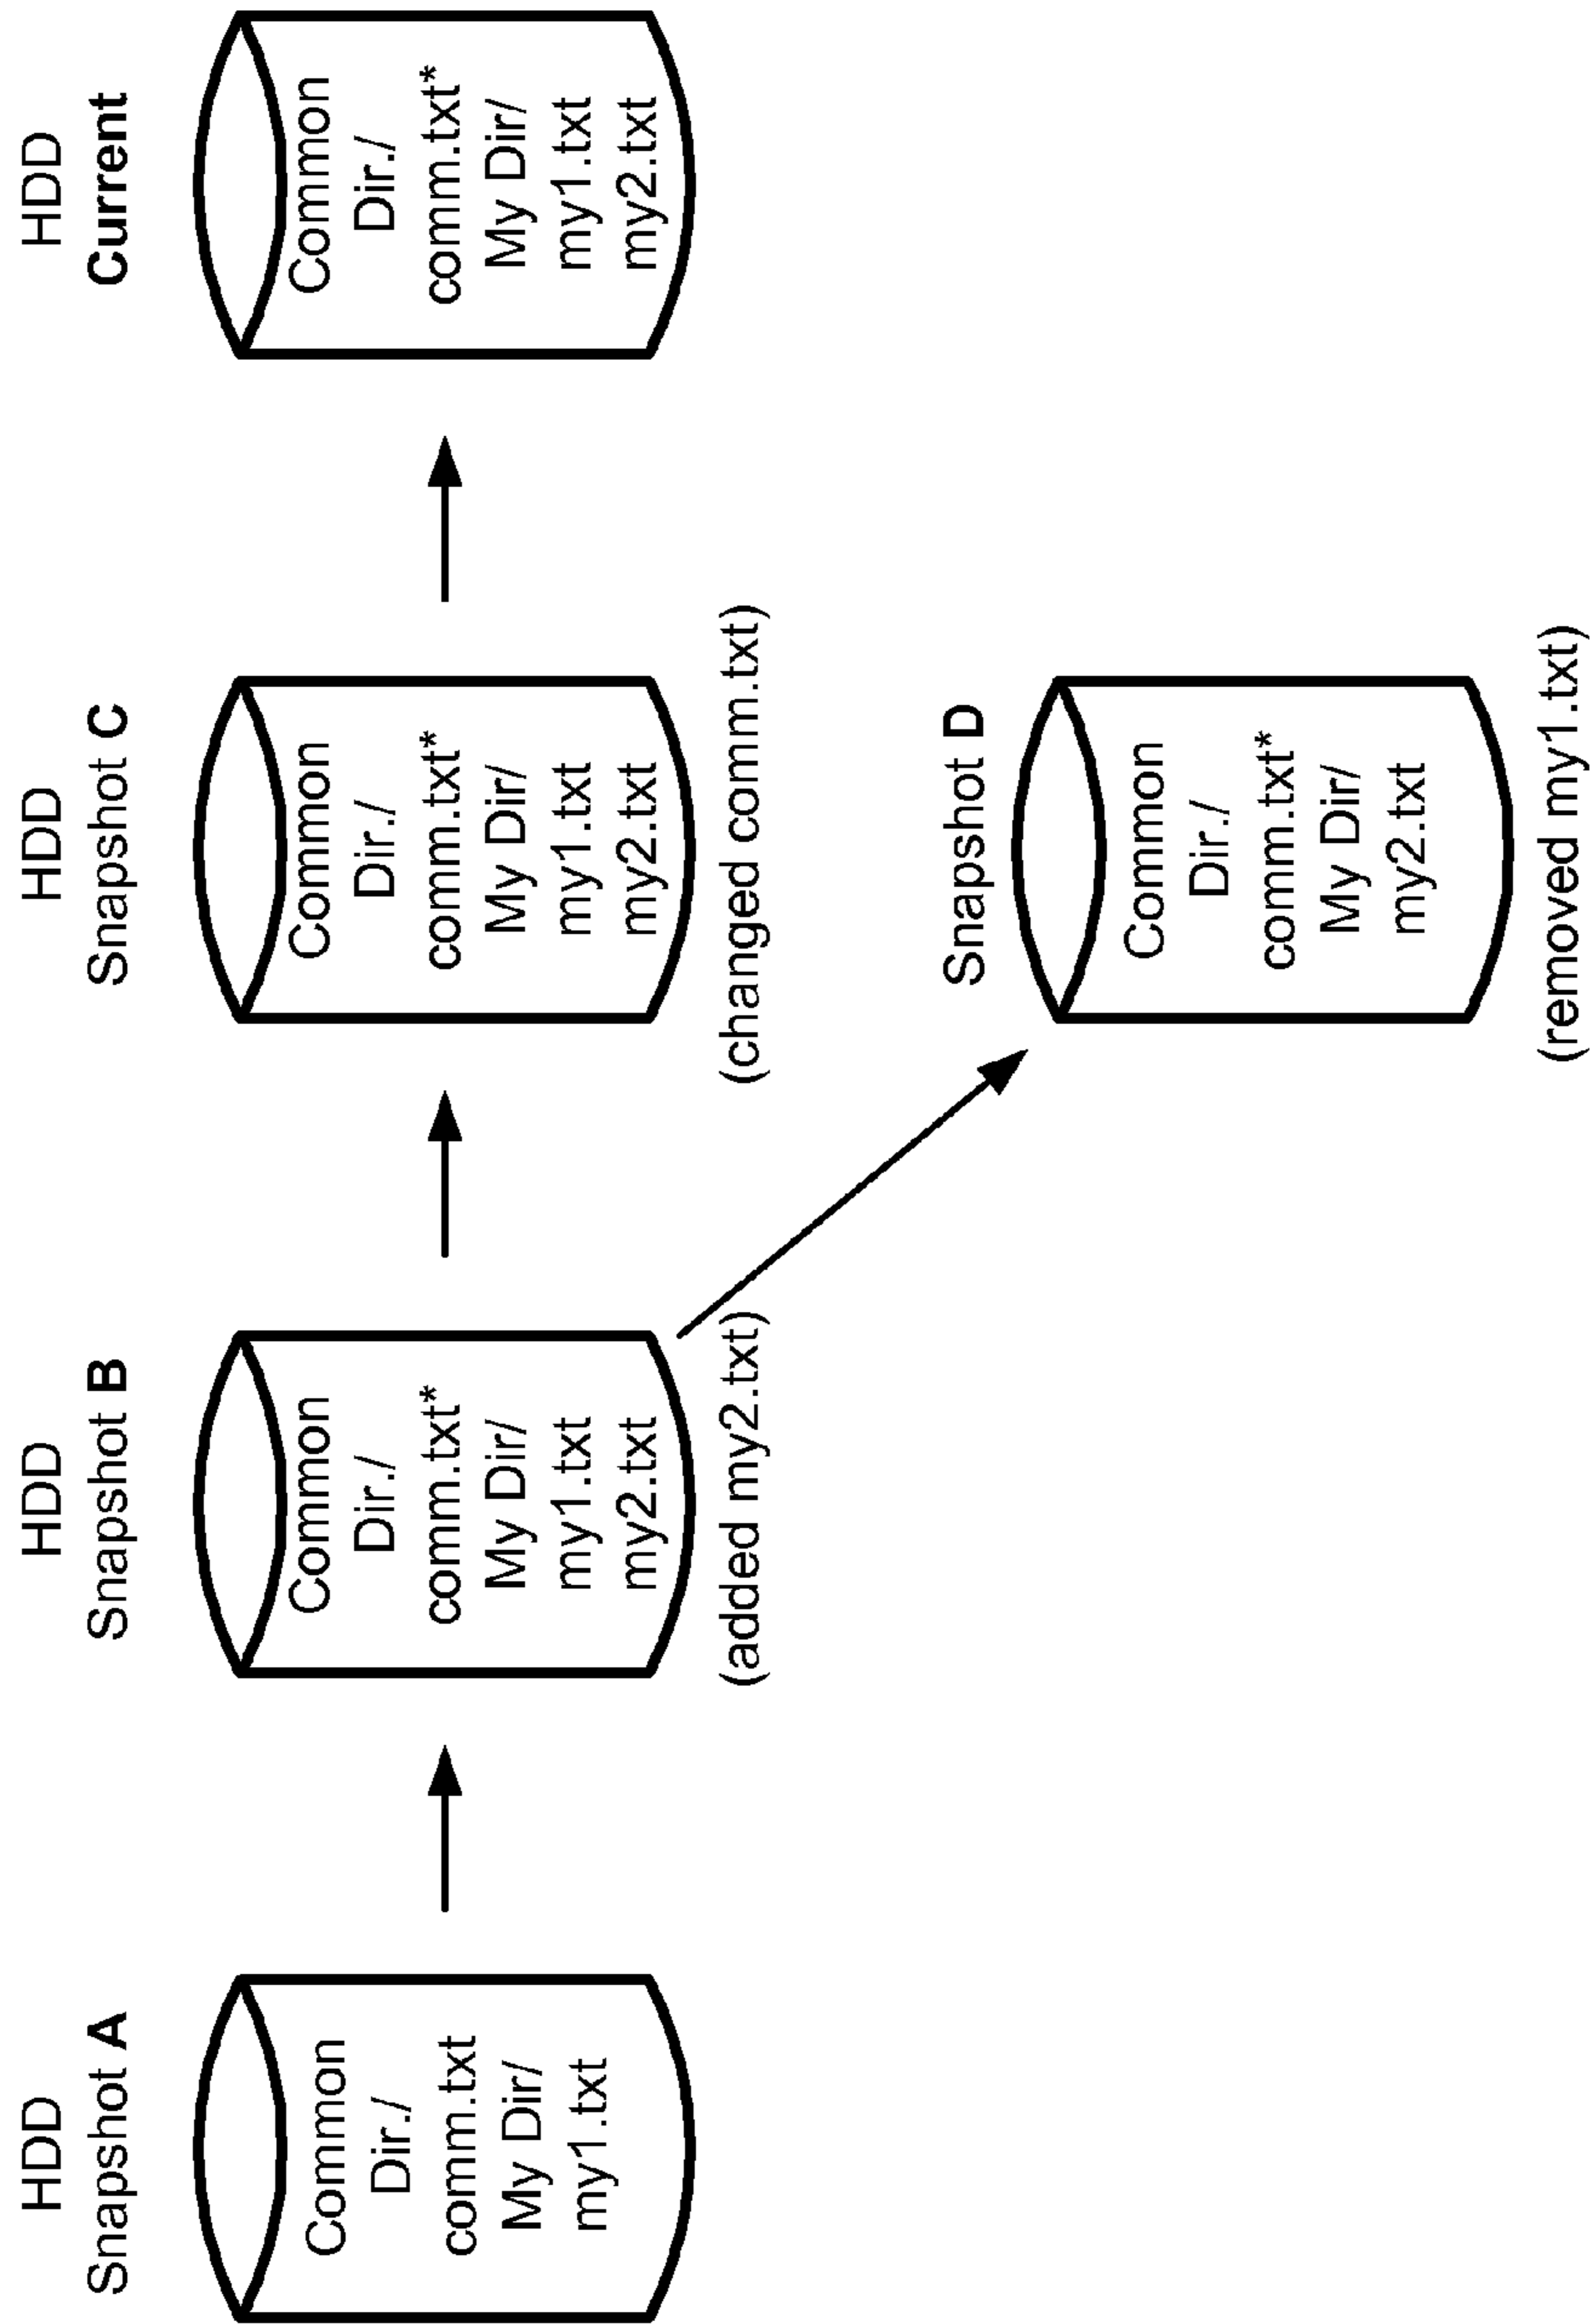 HDD
Snapshot A
Common
Dir./
comm.txt
My Dir/
my1.txt
HDD
Snapshot B
Common
Dir./
comm.txt*
My Dir/
my1.txt
my2.txt
(added my2.txt)
HDD
Snapshot C
Common
Dir./
comm.txt*
My Dir/
my1.txt
my2.txt
(changed comm.txt)
HDD
Current
Common
Dir./
comm.txt*
My Dir/
my1.txt
my2.txt
Snapshot D
Common
Dir./
comm.txt*
My Dir/
my2.txt
(removed my1.txt)